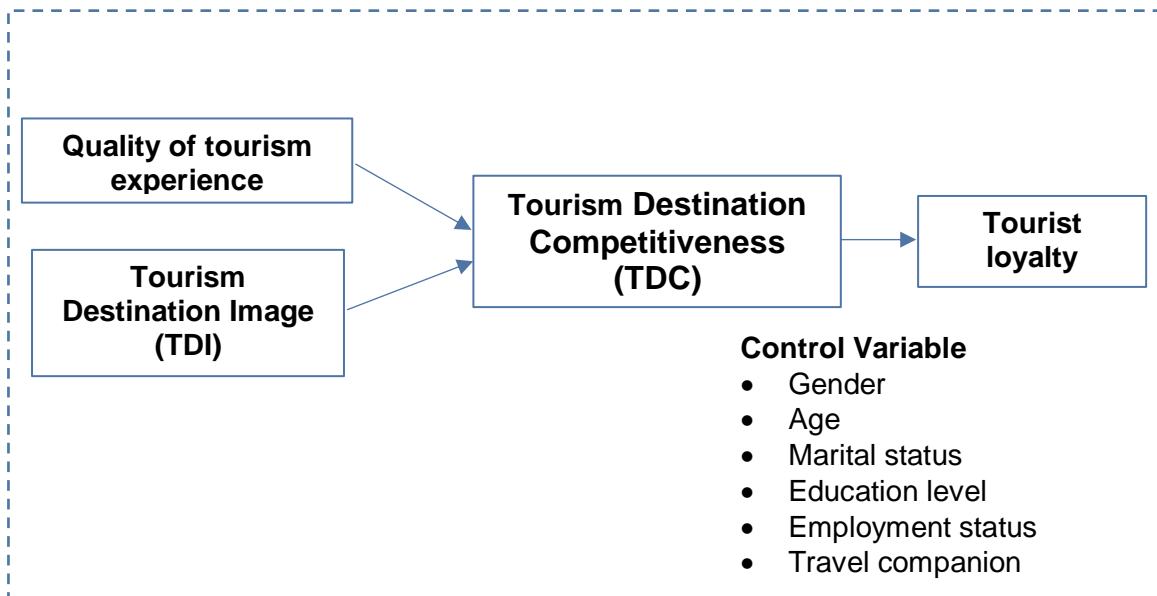 Quality of tourism
experience
Tourism
Destination Image
(TDI)
Tourism Destination
Competitiveness
(TDC)
Tourist
loyalty
Control Variable
• Gender
• Age
• Marital status
• Education level
• Employment status
• Travel companion